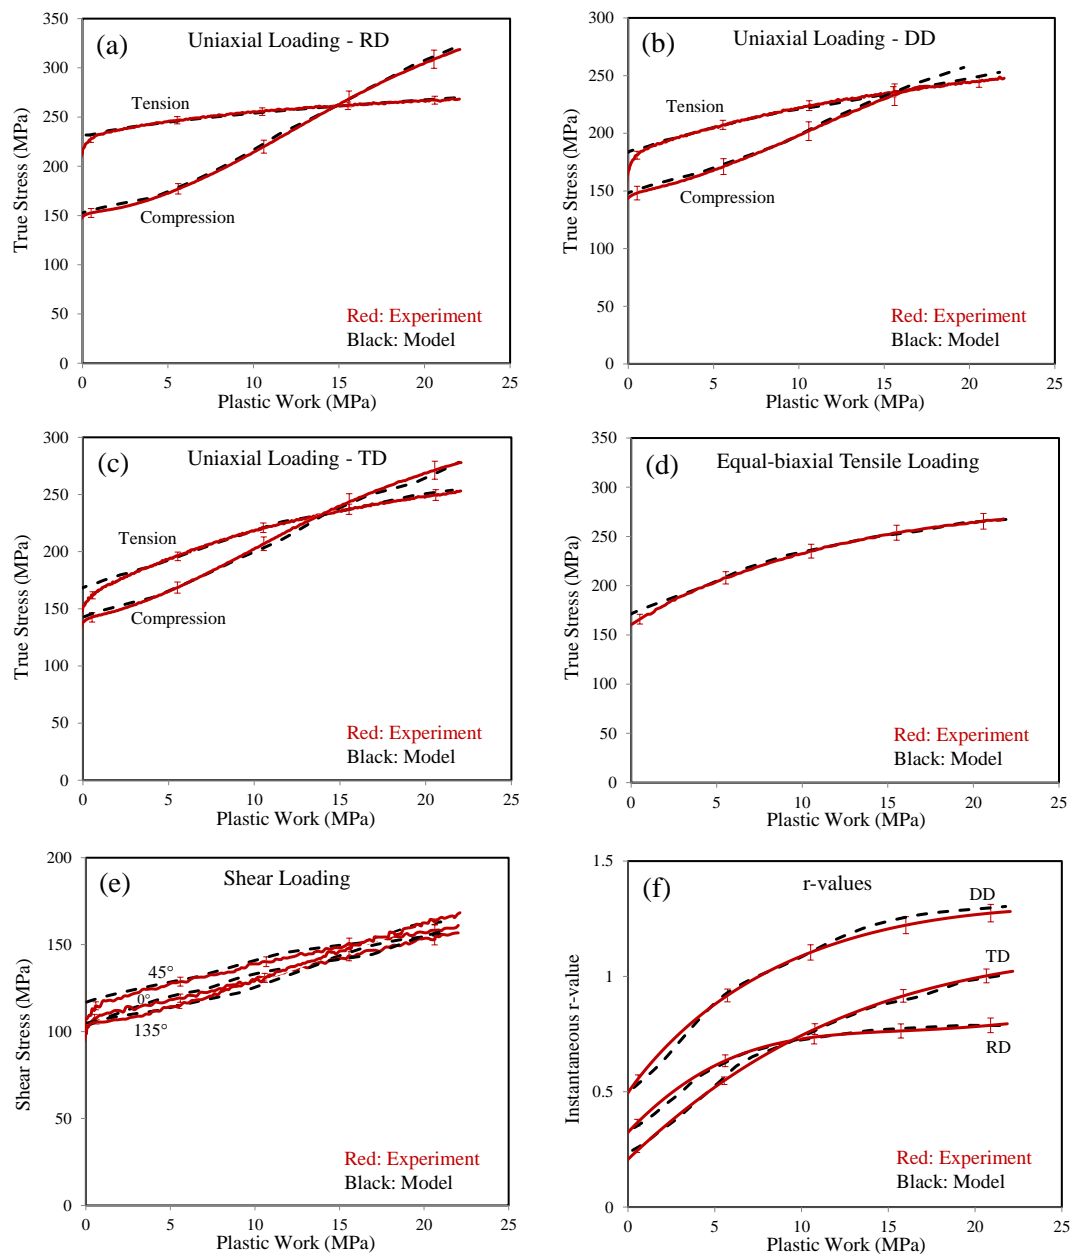 (a) Uniaxial Loading - RD
350
300
250
200
150
100
50
0
True Stress (MPa)
Tension
Compression
Red: Experiment
Black: Model
0 5 10 15 20 25
Plastic Work (MPa)
(b) Uniaxial Loading - DD
300
250
200
150
100
50
0
True Stress (MPa)
Tension
Compression
Red: Experiment
Black: Model
0 5 10 15 20 25
Plastic Work (MPa)
(c) Uniaxial Loading - TD
300
250
200
150
100
50
0
True Stress (MPa)
Tension
Compression
Red: Experiment
Black: Model
0 5 10 15 20 25
Plastic Work (MPa)
(d) Equal-biaxial Tensile Loading
350
300
250
200
150
100
50
0
True Stress (MPa)
Red: Experiment
Black: Model
0 5 10 15 20 25
Plastic Work (MPa)
(e) Shear Loading
200
150
100
50
0
Shear Stress (MPa)
45°
0°
135°
Red: Experiment
Black: Model
0 5 10 15 20 25
Plastic Work (MPa)
(f) r-values
1.5
1
0.5
0
Instantaneous r-value
DD
TD
RD
Red: Experiment
Black: Model
0 5 10 15 20 25
Plastic Work (MPa)